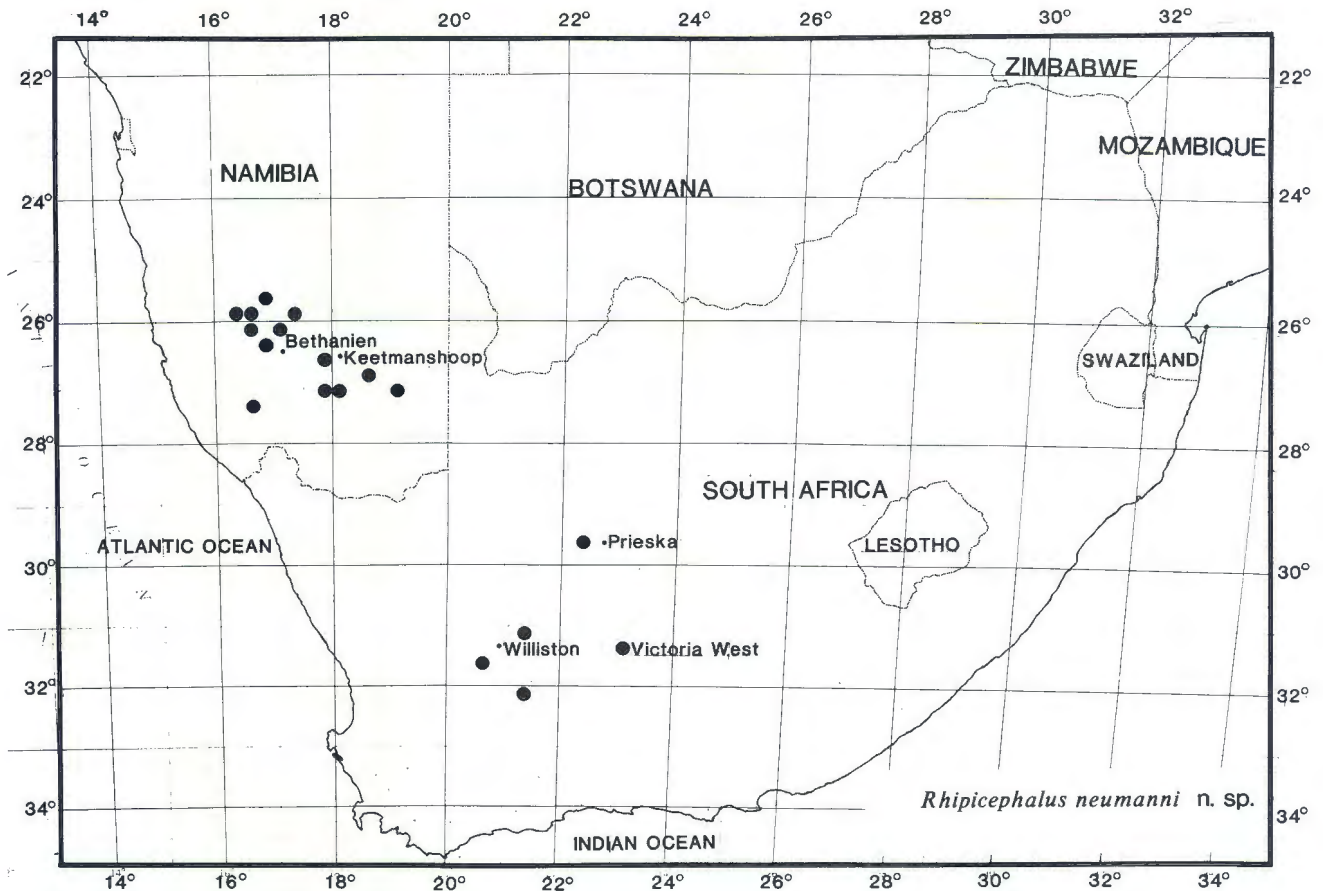 14° 16° 18° 20° 22° 24° 26° 28° 30° 32°
ZIMBABWE
22° 22°
MOZAMBIQUE
NAMIBIA
BOTSWANA
24° 24°
26° 26°
Bethanien
Keetmanshoop
SWAZILAND
28° 28°
SOUTH AFRICA
ATLANTIC OCEAN
Prieska
LESOTHO
30° 30°
Williston
Victoria West
32° 32°
Rhipicephalus neumanni n. sp.
34° 34°
INDIAN OCEAN
14° 16° 18° 20° 22° 24° 26° 28° 30° 32° 34°